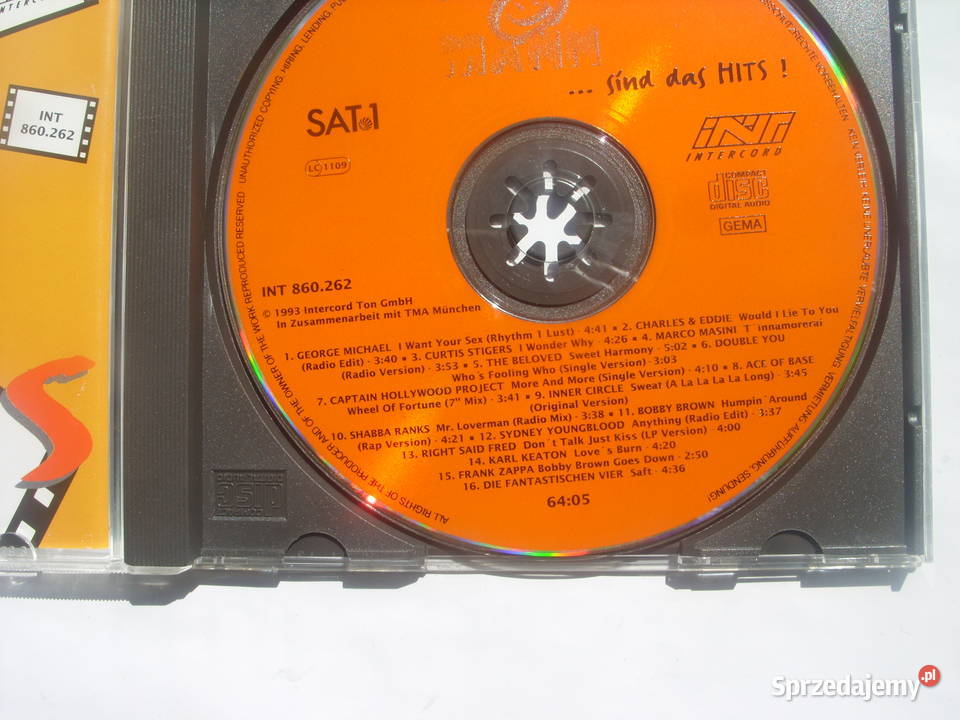 INTERCORD
INT
860.262
... sind das HITS !
SAT.1
LC 1109
INT
INTERCORD
COMPACT
disc
DIGITAL AUDIO
GEMA
INT 860.262
© 1993 Intercord Ton GmbH
In Zusammenarbeit mit TMA München
1. GEORGE MICHAEL I Want Your Sex (Rhythm 1 Lust) · 4:41 • 2. CHARLES & EDDIE Would I Lie To You
(Radio Edit) · 3:40 • 3. CURTIS STIGERS I Wonder Why · 4:26 • 4. MARCO MASINI T´innamorerai
(Radio Version) · 3:53 • 5. THE BELOVED Sweet Harmony · 5:02 • 6. DOUBLE YOU
Who´s Fooling Who (Single Version) · 3:03
7. CAPTAIN HOLLYWOOD PROJECT More And More (Single Version) · 4:10 • 8. ACE OF BASE
Wheel Of Fortune (7" Mix) · 3:41 • 9. INNER CIRCLE Sweat (A La La La La Long) · 3:45
(Original Version)
10. SHABBA RANKS Mr. Loverman (Radio Mix) · 3:38 • 11. BOBBY BROWN Humpin´Around
(Rap Version) · 4:21 • 12. SYDNEY YOUNGBLOOD Anything (Radio Edit) · 3:37
13. RIGHT SAID FRED Don´t Talk Just Kiss (LP Version) · 4:00
14. KARL KEATON Love´s Burn · 4:20
15. FRANK ZAPPA Bobby Brown Goes Down · 2:50
16. DIE FANTASTISCHEN VIER Saft · 4:36
64:05
ALL RIGHTS OF THE PRODUCER AND OF THE OWNER OF THE WORK REPRODUCED RESERVED UNAUTHORIZED COPYING, HIRING, LENDING,
VERVIELFÄLTIGUNG, VERMIETUNG, AUFFÜHRUNG, SENDUNG!
disc
Sprzedajemy.pl